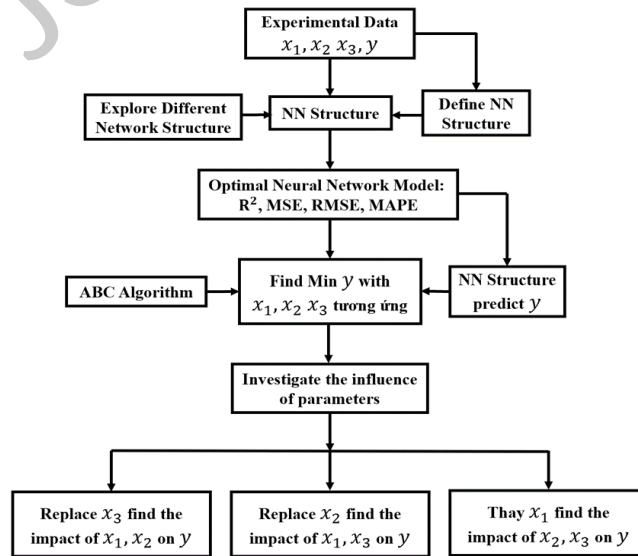 Experimental Data
x₁, x₂ x₃, y
Explore Different
Network Structure
NN Structure
Define NN
Structure
Optimal Neural Network Model:
R², MSE, RMSE, MAPE
ABC Algorithm
Find Min y with
x₁, x₂ x₃ tương ứng
NN Structure
predict y
Investigate the influence
of parameters
Replace x₃ find the
impact of x₁, x₂ on y
Replace x₂ find the
impact of x₁, x₃ on y
Thay x₁ find the
impact of x₂, x₃ on y